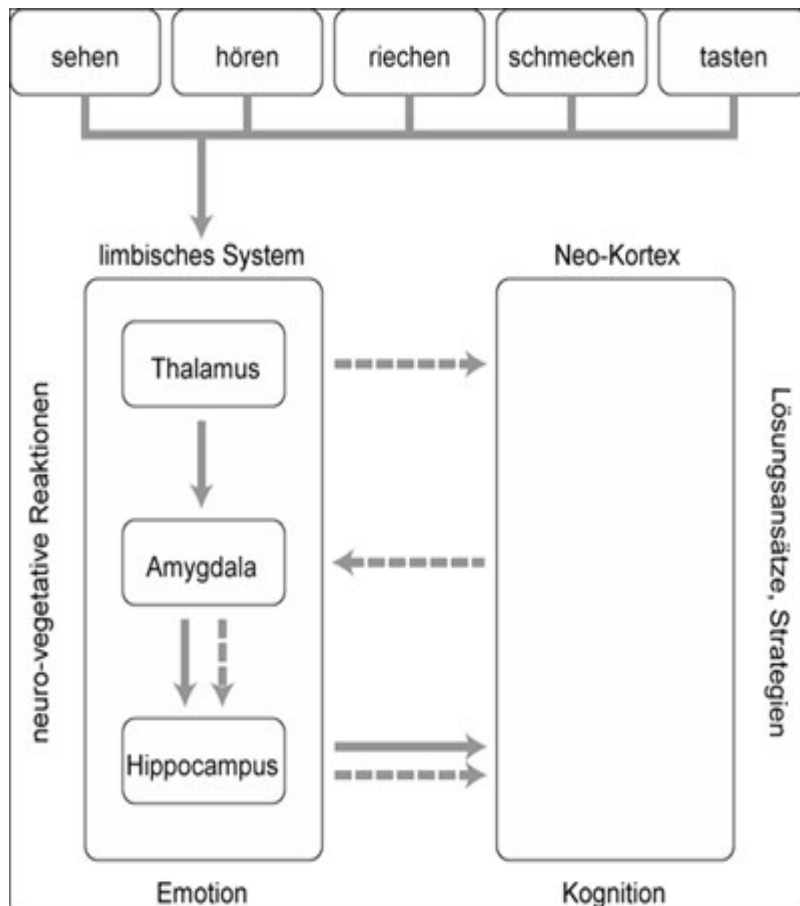 sehen
hören
riechen
schmecken
tasten
limbisches System
Neo-Kortex
neuro-vegetative Reaktionen
Thalamus
Amygdala
Hippocampus
Lösungsansätze, Strategien
Emotion
Kognition